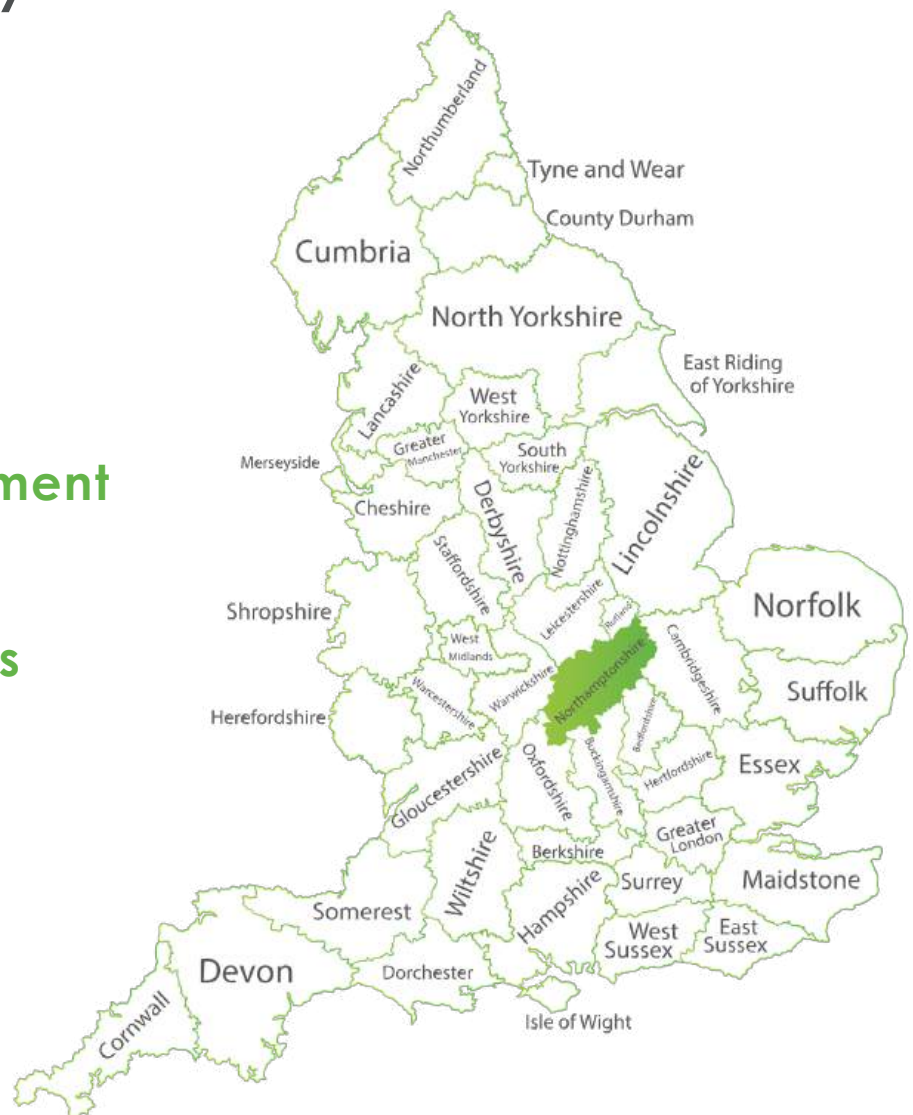 y
Northumberland
Tyne and Wear
County Durham
Cumbria
North Yorkshire
East Riding
of Yorkshire
Lancashire
West
Yorkshire
Greater
Manchester
South
Yorkshire
Merseyside
ment
Cheshire
Derbyshire
Nottinghamshire
Lincolnshire
Staffordshire
Leicestershire
Rutland
Norfolk
Shropshire
West
Midlands
s
Northamptonshire
Cambridgeshire
Suffolk
Warcestershire
Warwickshire
Herefordshire
Bedfordshire
Gloucestershire
Oxfordshire
Buckingamshire
Hertfordshire
Essex
Greater
London
Wiltshire
Berkshire
Hampshire
Surrey
Maidstone
Somerest
West
Sussex
East
Sussex
Devon
Dorchester
Cornwall
Isle of Wight